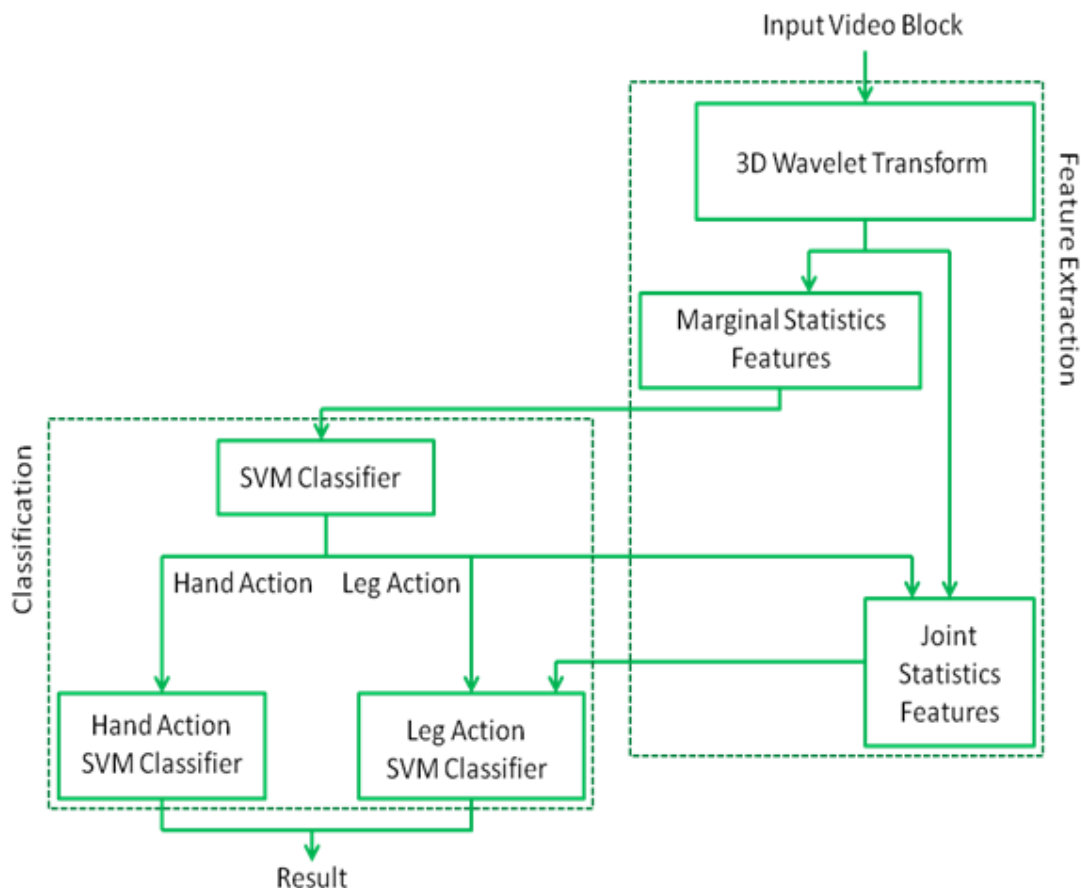 Input Video Block
3D Wavelet Transform
Feature Extraction
Marginal Statistics
Features
Classification
SVM Classifier
Hand Action
Leg Action
Joint
Statistics
Features
Hand Action
SVM Classifier
Leg Action
SVM Classifier
Result